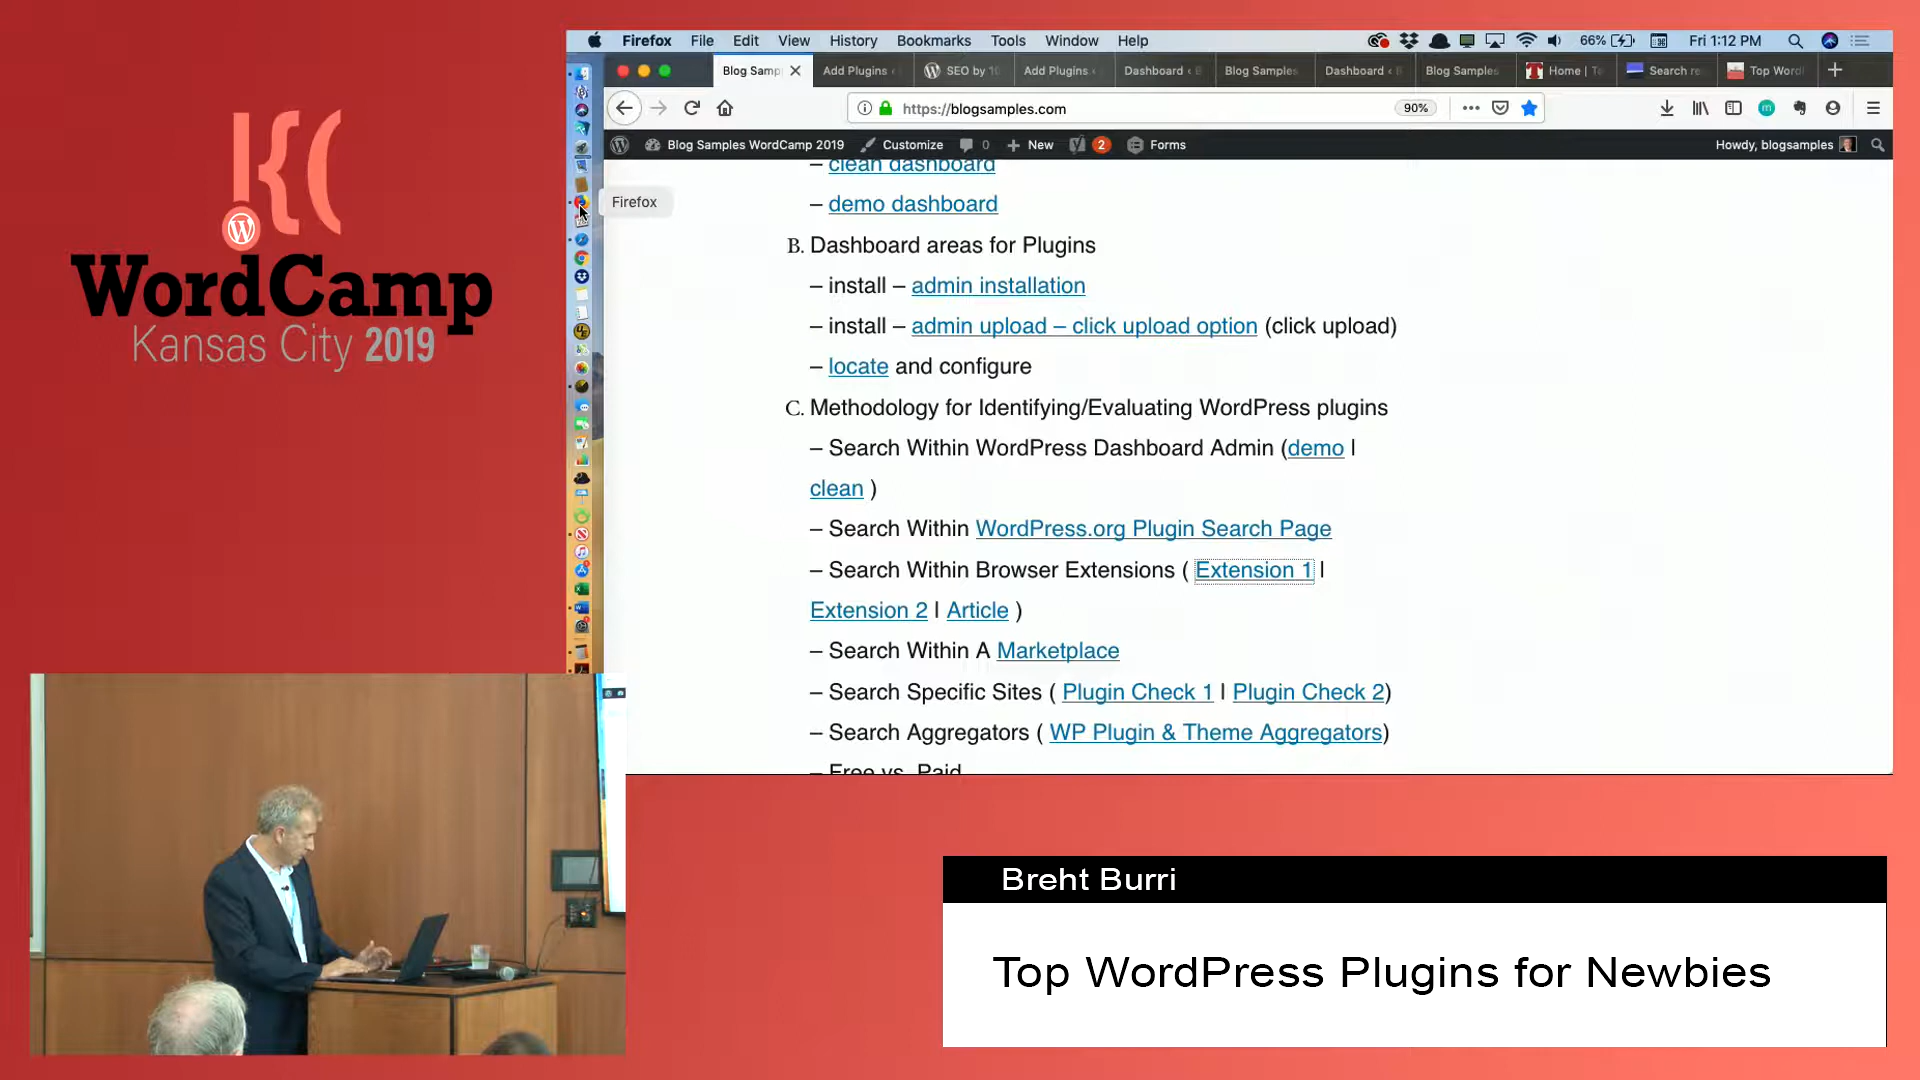 K(
WordCamp
Kansas City 2019
Firefox File Edit View History Bookmarks Tools Window Help 66% Fri 1:12 PM
Blog Samp Add Plugins SEO by 10 Add Plugins Dashboard Blog Samples Dashboard Blog Samples Home Search re Top Word
https://blogsamples.com 90%
Blog Samples WordCamp 2019 Customize 0 New 2 Forms Howdy, blogsamples
Firefox
– clean dashboard
– demo dashboard
B. Dashboard areas for Plugins
– install – admin installation
– install – admin upload – click upload option (click upload)
– locate and configure
C. Methodology for Identifying/Evaluating WordPress plugins
– Search Within WordPress Dashboard Admin (demo |
clean )
– Search Within WordPress.org Plugin Search Page
– Search Within Browser Extensions ( Extension 1 |
Extension 2 | Article )
– Search Within A Marketplace
– Search Specific Sites ( Plugin Check 1 | Plugin Check 2)
– Search Aggregators ( WP Plugin & Theme Aggregators)
– Free vs. Paid
Breht Burri
Top WordPress Plugins for Newbies